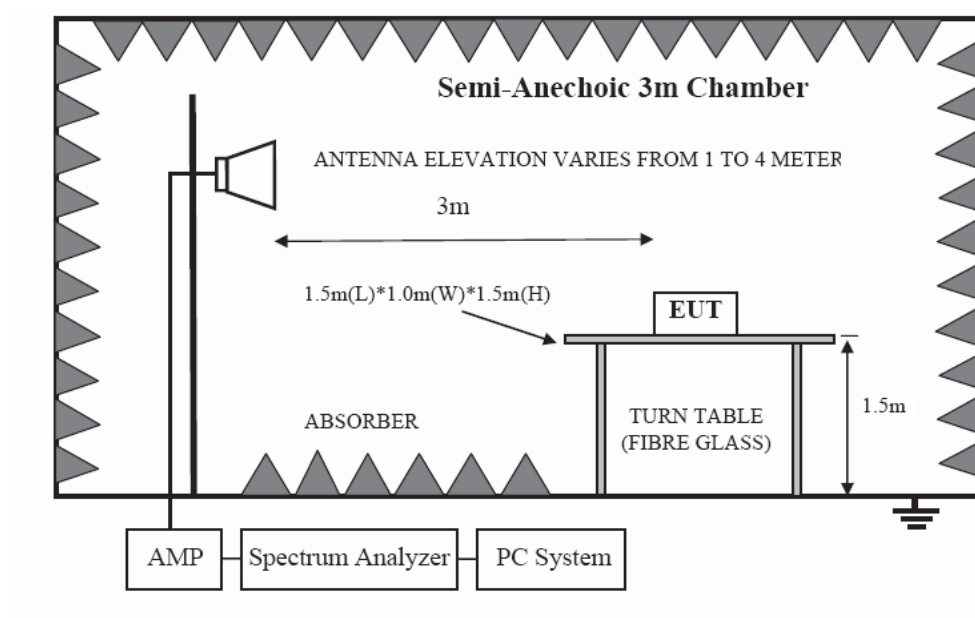 Semi-Anechoic 3m Chamber
ANTENNA ELEVATION VARIES FROM 1 TO 4 METER
3m
1.5m(L)*1.0m(W)*1.5m(H)
EUT
1.5m
ABSORBER
TURN TABLE
(FIBRE GLASS)
AMP
Spectrum Analyzer
PC System